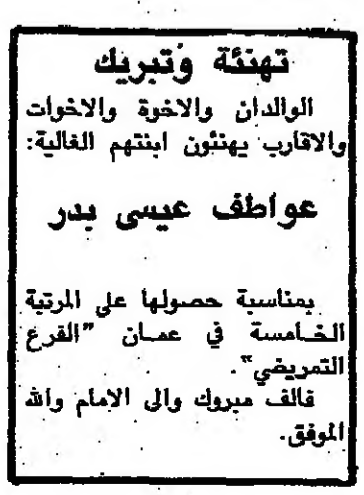 تهنئة وتبريك
الوالدان والاخوة والاخوات
والاقارب يهنئون ابنتهم الغالية:
عواطف عيسى بدر
بمناسبة حصولها على المرتبة
الخامسة في عمان "الفرع
التمريضي".
فالف مبروك والى الامام والله
الموفق.